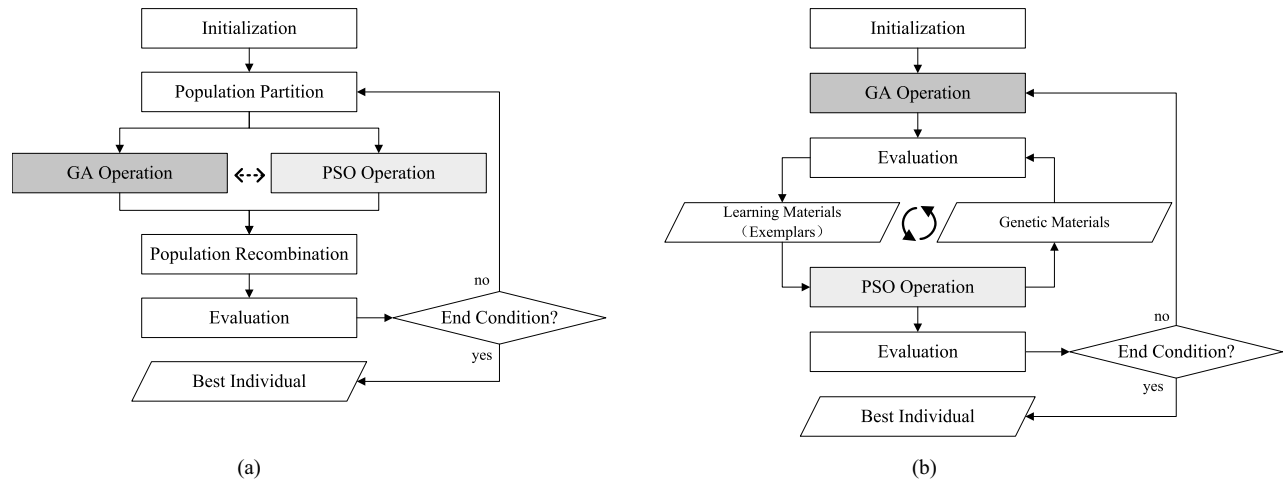 Initialization
Population Partition
GA Operation
PSO Operation
Population Recombination
no
Evaluation
End Condition?
yes
Best Individual
(a)
Initialization
GA Operation
Evaluation
Learning Materials
（Exemplars）
Genetic Materials
PSO Operation
no
Evaluation
End Condition?
yes
Best Individual
(b)